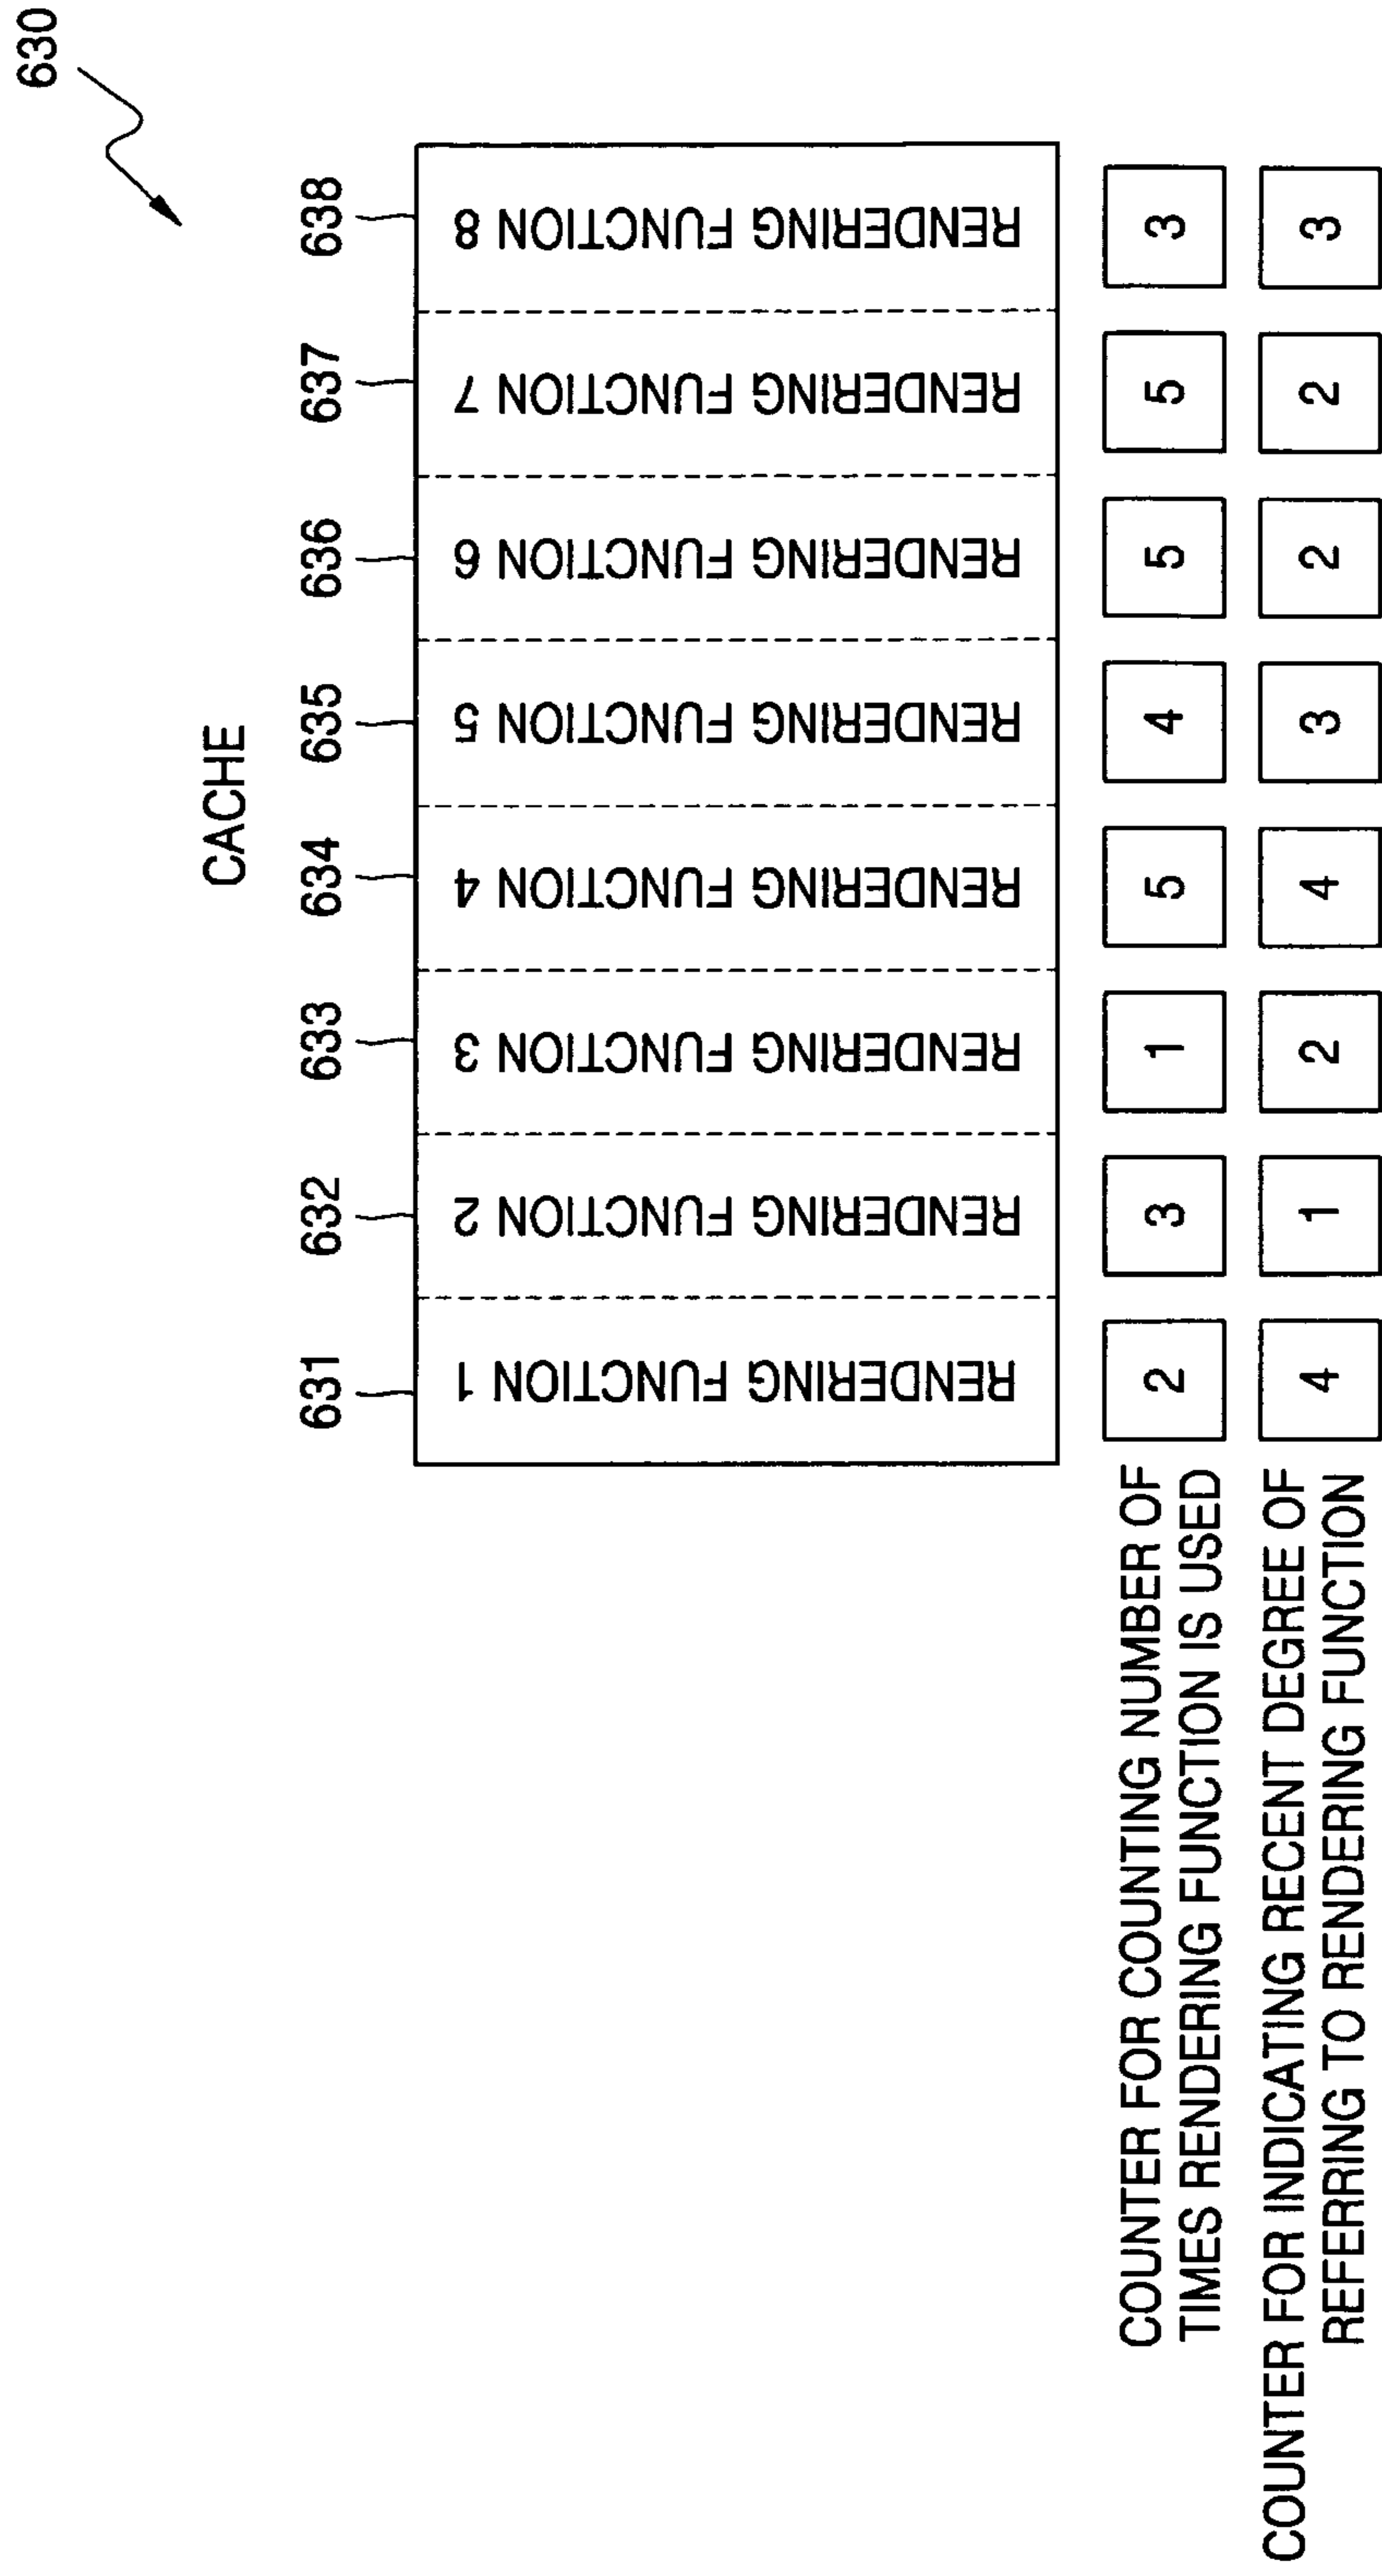 630
CACHE
631 632 633 634 635 636 637 638
RENDERING FUNCTION 1
RENDERING FUNCTION 2
RENDERING FUNCTION 3
RENDERING FUNCTION 4
RENDERING FUNCTION 5
RENDERING FUNCTION 6
RENDERING FUNCTION 7
RENDERING FUNCTION 8
COUNTER FOR COUNTING NUMBER OF
TIMES RENDERING FUNCTION IS USED
2 3 1 5 4 5 5 3
COUNTER FOR INDICATING RECENT DEGREE OF
REFERRING TO RENDERING FUNCTION
4 1 2 4 3 2 2 3